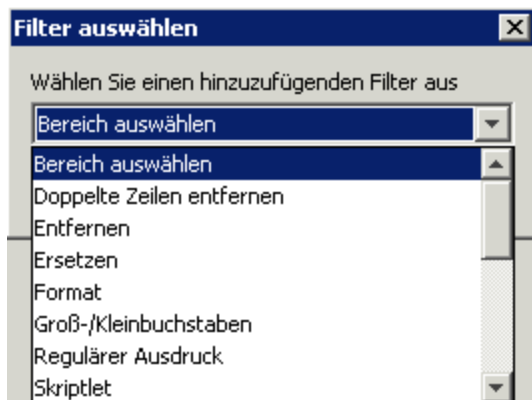 Filter auswählen
Wählen Sie einen hinzuzufügenden Filter aus
Bereich auswählen
Bereich auswählen
Doppelte Zeilen entfernen
Entfernen
Ersetzen
Format
Groß-/Kleinbuchstaben
Regulärer Ausdruck
Skriptlet